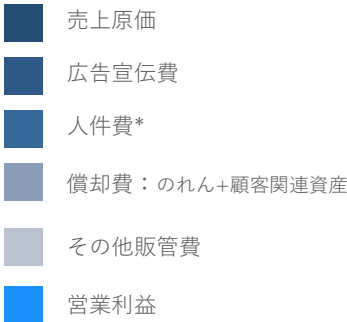 売上原価
広告宣伝費
人件費*
償却費：のれん+顧客関連資産
その他販管費
営業利益